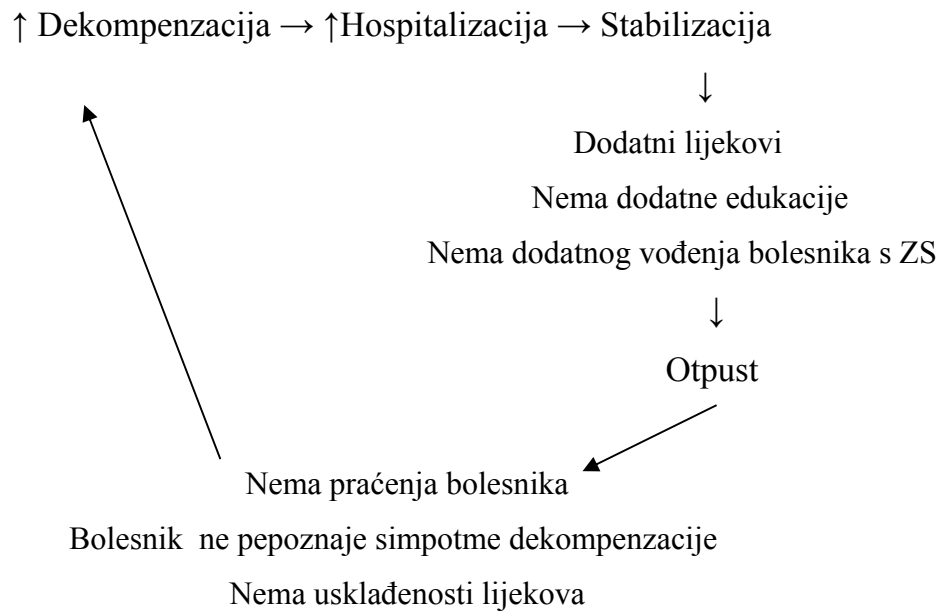 ↑ Dekompenzacija → ↑Hospitalizacija → Stabilizacija
↓
Dodatni lijekovi
Nema dodatne edukacije
Nema dodatnog vođenja bolesnika s ZS
↓
Otpust
Nema praćenja bolesnika
Bolesnik ne pepoznaje simpotme dekompenzacije
Nema usklađenosti lijekova